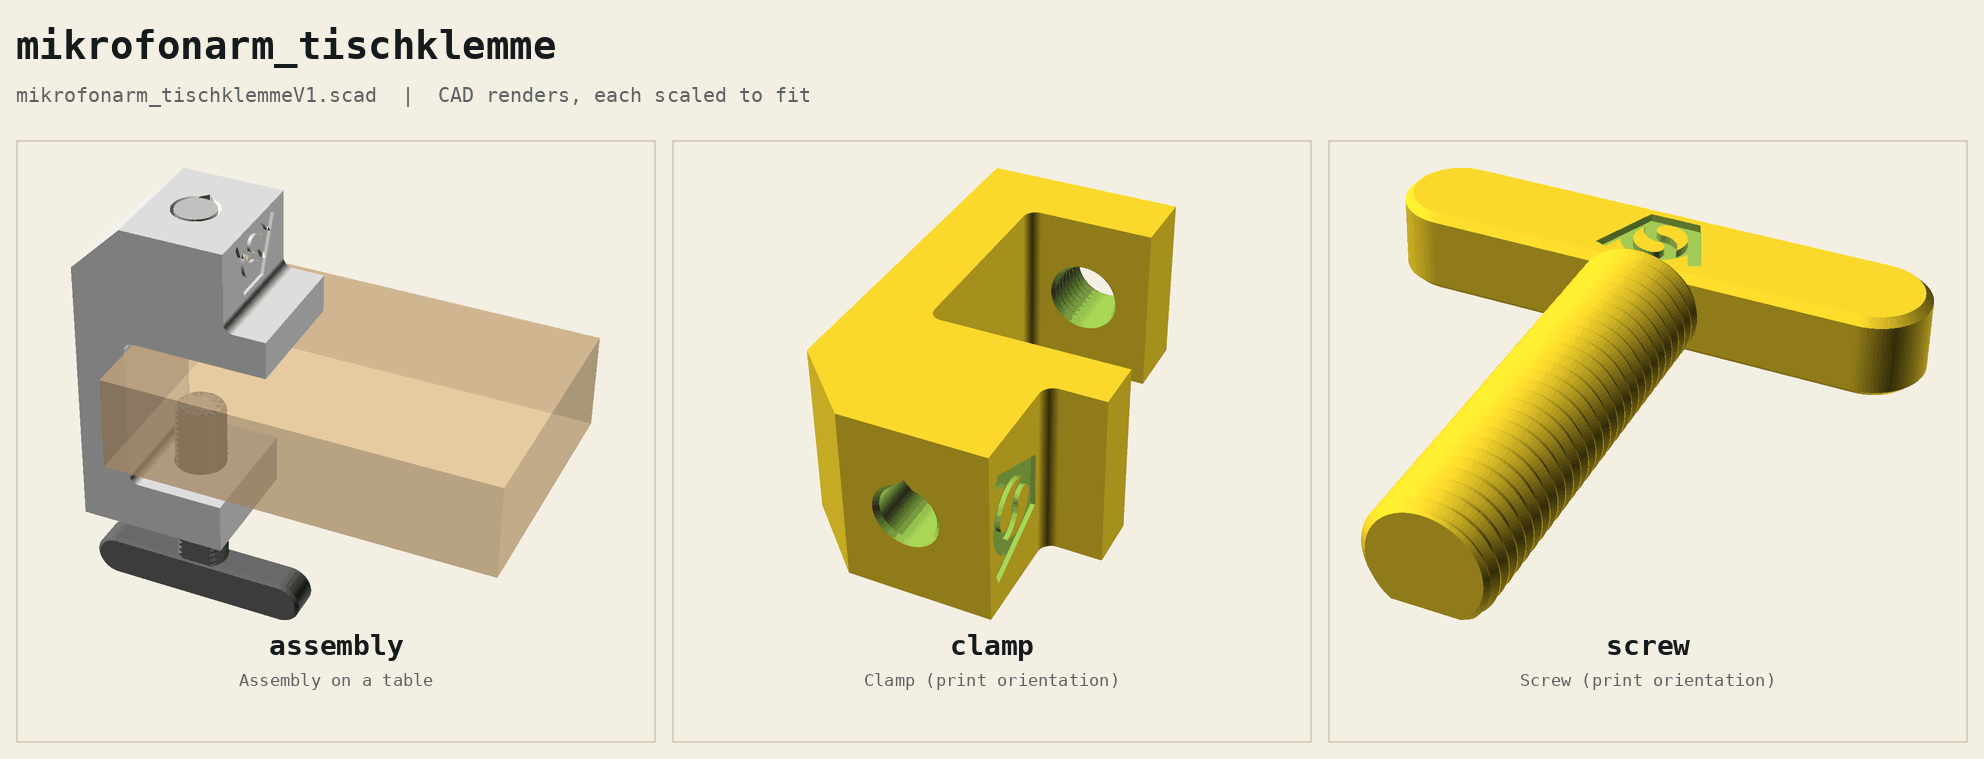 mikrofonarm_tischklemme
mikrofonarm_tischklemmeV1.scad | CAD renders, each scaled to fit
assembly
Assembly on a table
clamp
Clamp (print orientation)
screw
Screw (print orientation)